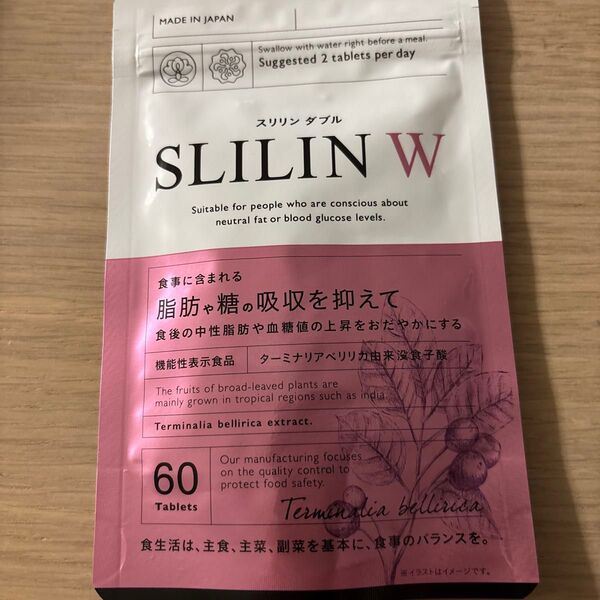 MADE IN JAPAN
Swallow with water right before a meal.
Suggested 2 tablets per day
スリリン ダブル
SLILIN W
Suitable for people who are conscious about
neutral fat or blood glucose levels.
食事に含まれる
脂肪や糖の吸収を抑えて
食後の中性脂肪や血糖値の上昇をおだやかにする
機能性表示食品 ターミナリアベリリカ由来没食子酸
The fruits of broad-leaved plants are
mainly grown in tropical regions such as india.
Terminalia bellirica extract.
60
Tablets
Our manufacturing focuses
on the quality control to
protect food safety.
Terminalia bellirica
食生活は、主食、主菜、副菜を基本に、食事のバランスを。
※イラストはイメージです。